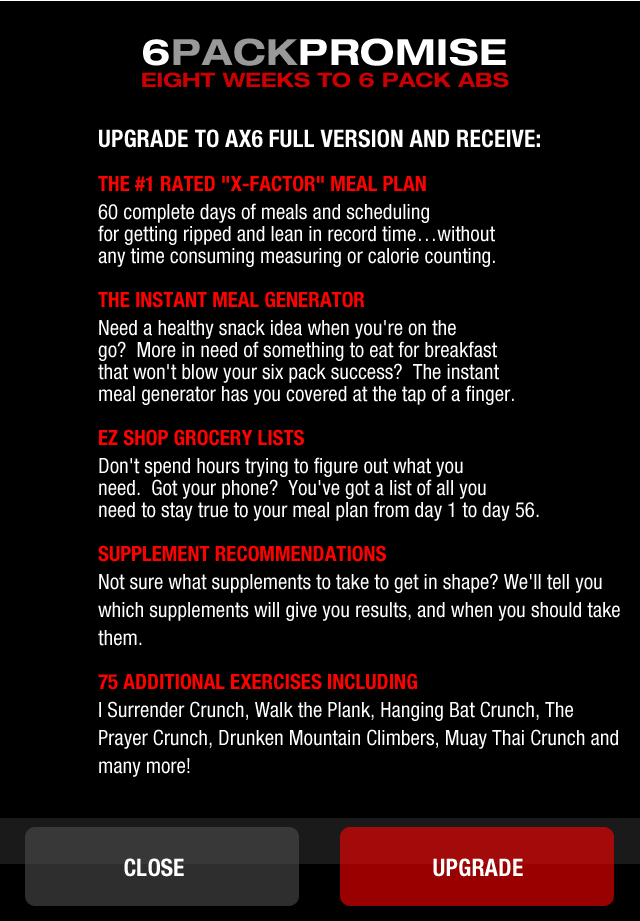 6PACKPROMISE
EIGHT WEEKS TO 6 PACK ABS
UPGRADE TO AX6 FULL VERSION AND RECEIVE:
THE #1 RATED "X-FACTOR" MEAL PLAN
60 complete days of meals and scheduling
for getting ripped and lean in record time…without
any time consuming measuring or calorie counting.
THE INSTANT MEAL GENERATOR
Need a healthy snack idea when you're on the
go?  More in need of something to eat for breakfast
that won't blow your six pack success?  The instant
meal generator has you covered at the tap of a finger.
EZ SHOP GROCERY LISTS
Don't spend hours trying to figure out what you
need.  Got your phone?  You've got a list of all you
need to stay true to your meal plan from day 1 to day 56.
SUPPLEMENT RECOMMENDATIONS
Not sure what supplements to take to get in shape? We'll tell you
which supplements will give you results, and when you should take
them.
75 ADDITIONAL EXERCISES INCLUDING
I Surrender Crunch, Walk the Plank, Hanging Bat Crunch, The
Prayer Crunch, Drunken Mountain Climbers, Muay Thai Crunch and
many more!
CLOSE
UPGRADE